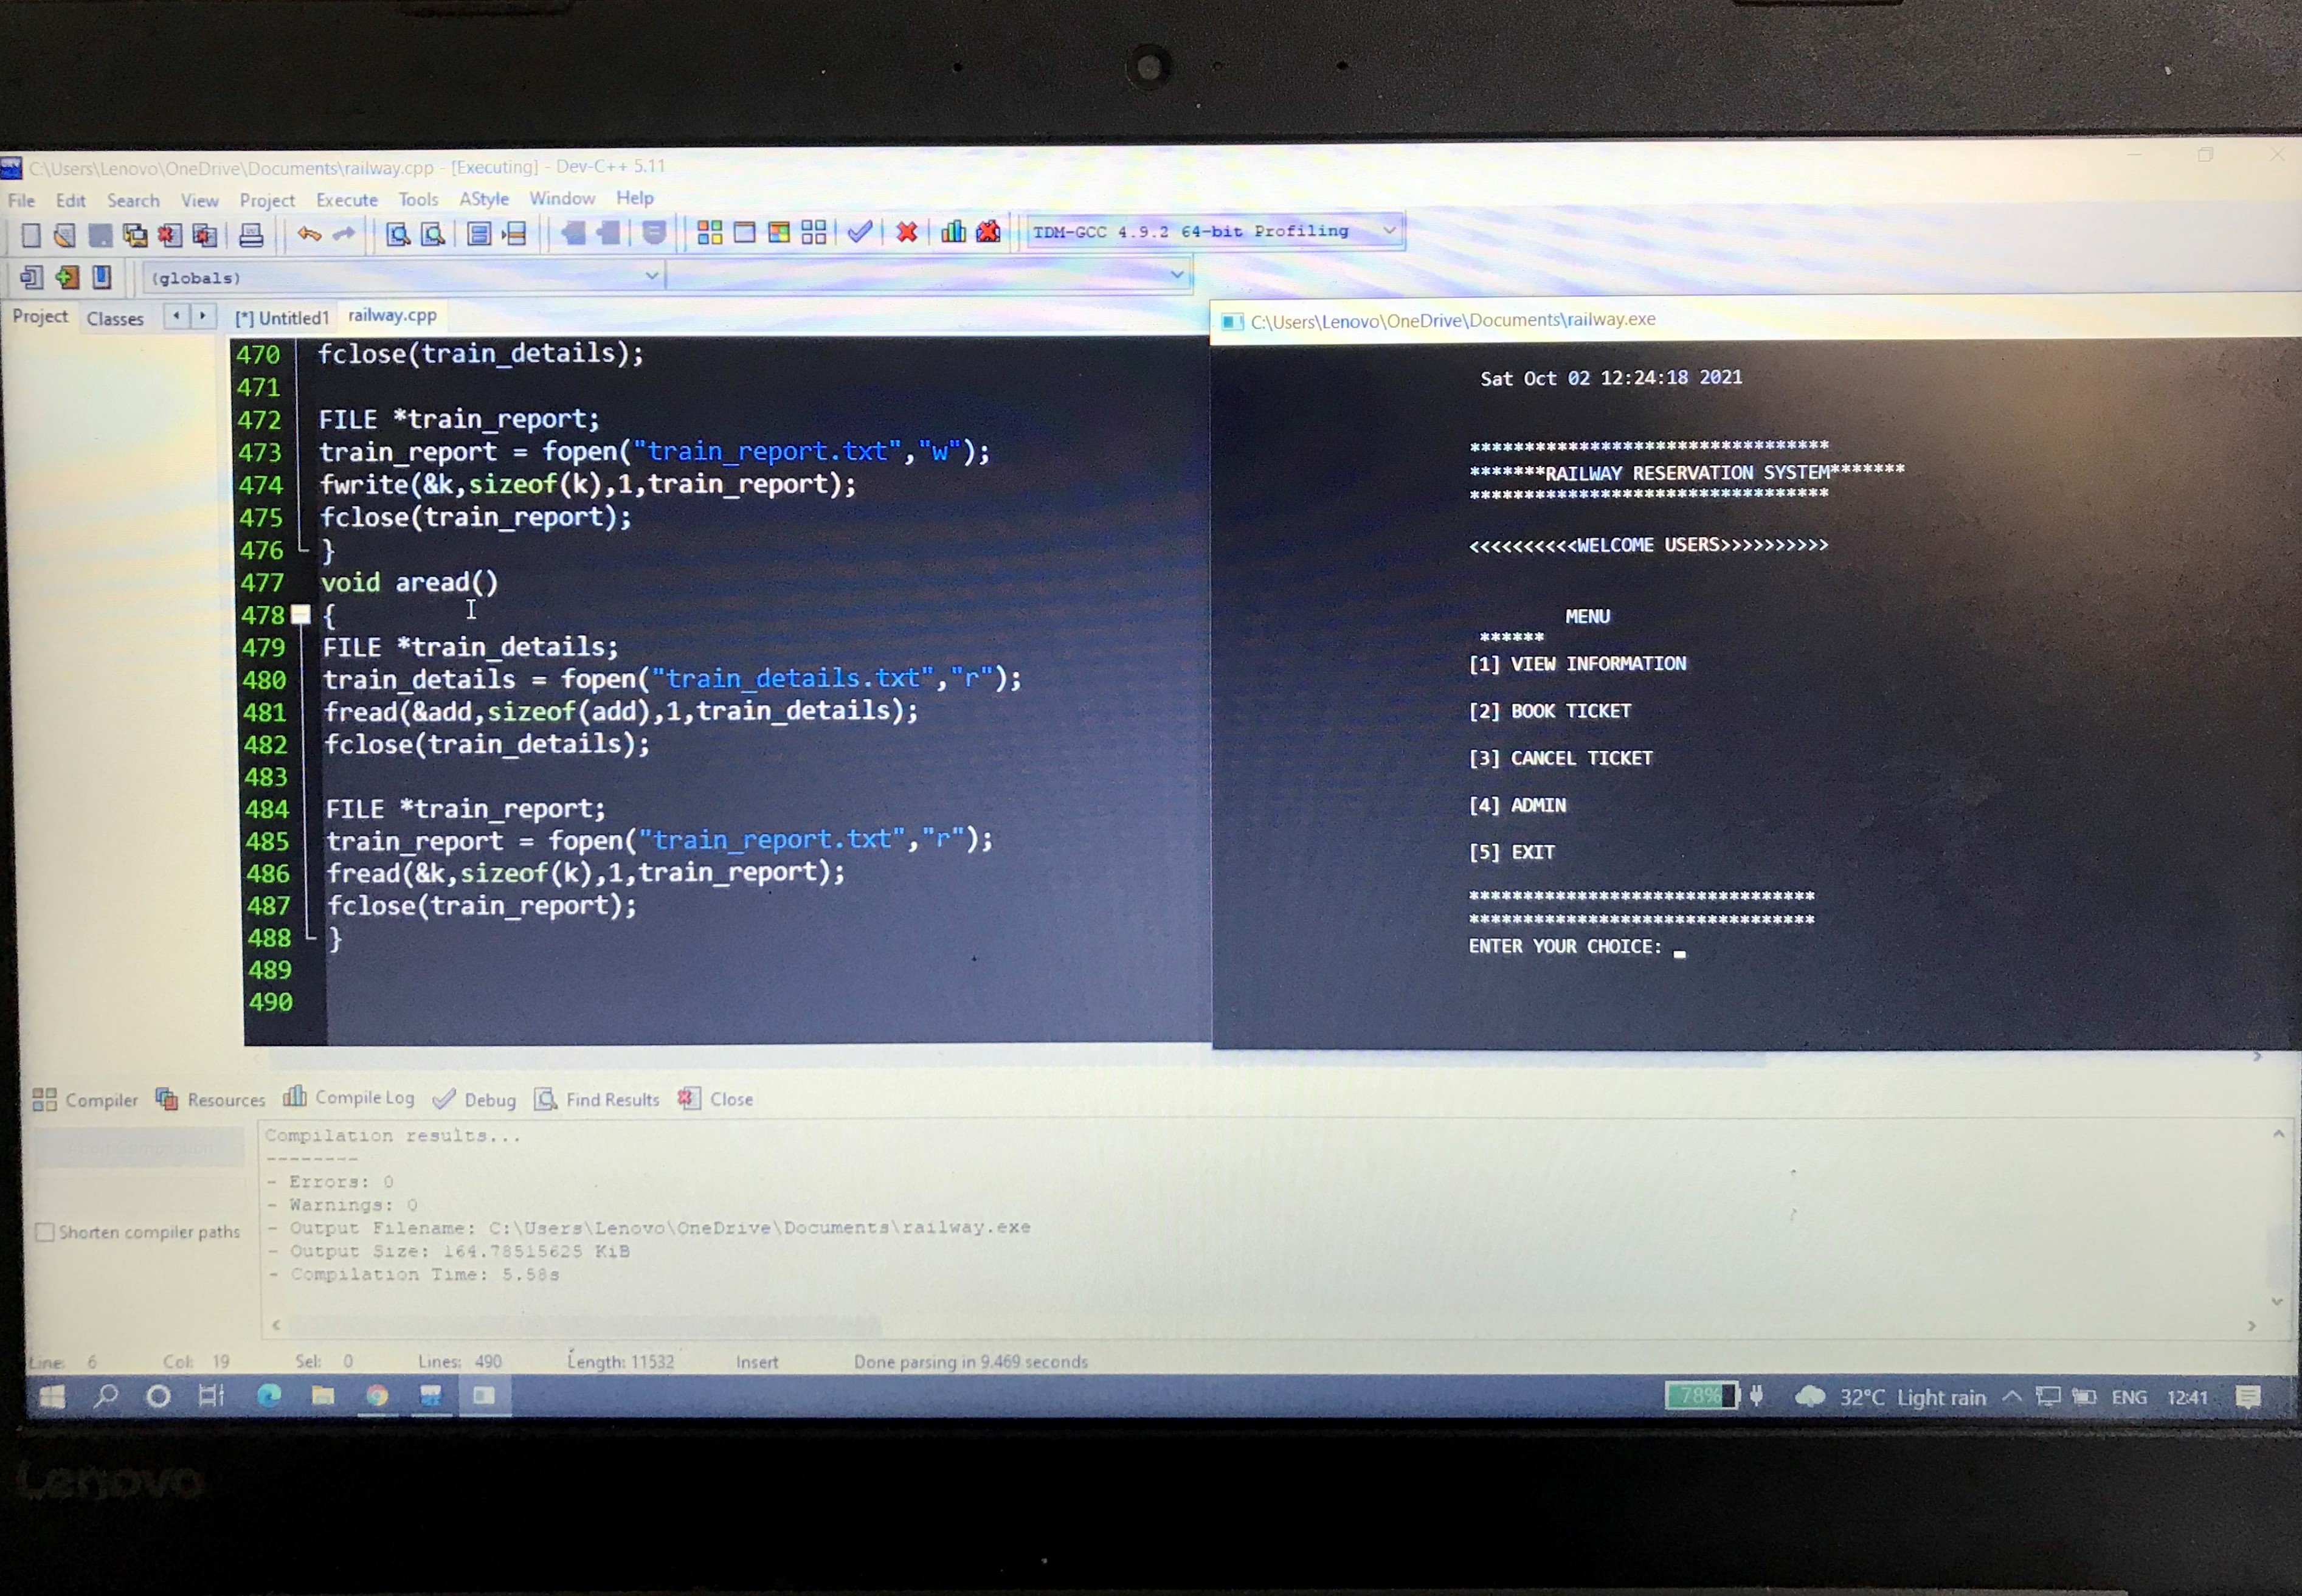 C:\Users\Lenovo\OneDrive\Documents\railway.cpp - [Executing] - Dev-C++ 5.11
File Edit Search View Project Execute Tools AStyle Window Help
TDM-GCC 4.9.2 64-bit Profiling
(globals)
Project Classes [*] Untitled1 railway.cpp
470 fclose(train_details);
471
472 FILE *train_report;
473 train_report = fopen("train_report.txt","w");
474 fwrite(&k,sizeof(k),1,train_report);
475 fclose(train_report);
476 }
477 void aread()
478 {
479 FILE *train_details;
480 train_details = fopen("train_details.txt","r");
481 fread(&add,sizeof(add),1,train_details);
482 fclose(train_details);
483
484 FILE *train_report;
485 train_report = fopen("train_report.txt","r");
486 fread(&k,sizeof(k),1,train_report);
487 fclose(train_report);
488 }
489
490
C:\Users\Lenovo\OneDrive\Documents\railway.exe
Sat Oct 02 12:24:18 2021
*********************************
*******RAILWAY RESERVATION SYSTEM*******
*********************************
<<<<<<<<<<WELCOME USERS>>>>>>>>>>
MENU
******
[1] VIEW INFORMATION
[2] BOOK TICKET
[3] CANCEL TICKET
[4] ADMIN
[5] EXIT
********************************
********************************
ENTER YOUR CHOICE: _
Compiler Resources Compile Log Debug Find Results Close
Compilation results...
--------
- Errors: 0
- Warnings: 0
- Output Filename: C:\Users\Lenovo\OneDrive\Documents\railway.exe
- Output Size: 164.78515625 KiB
- Compilation Time: 5.58s
Shorten compiler paths
Line: 6 Col: 19 Sel: 0 Lines: 490 Length: 11532 Insert Done parsing in 9.469 seconds
78% 32°C Light rain ENG 12:41
Lenovo